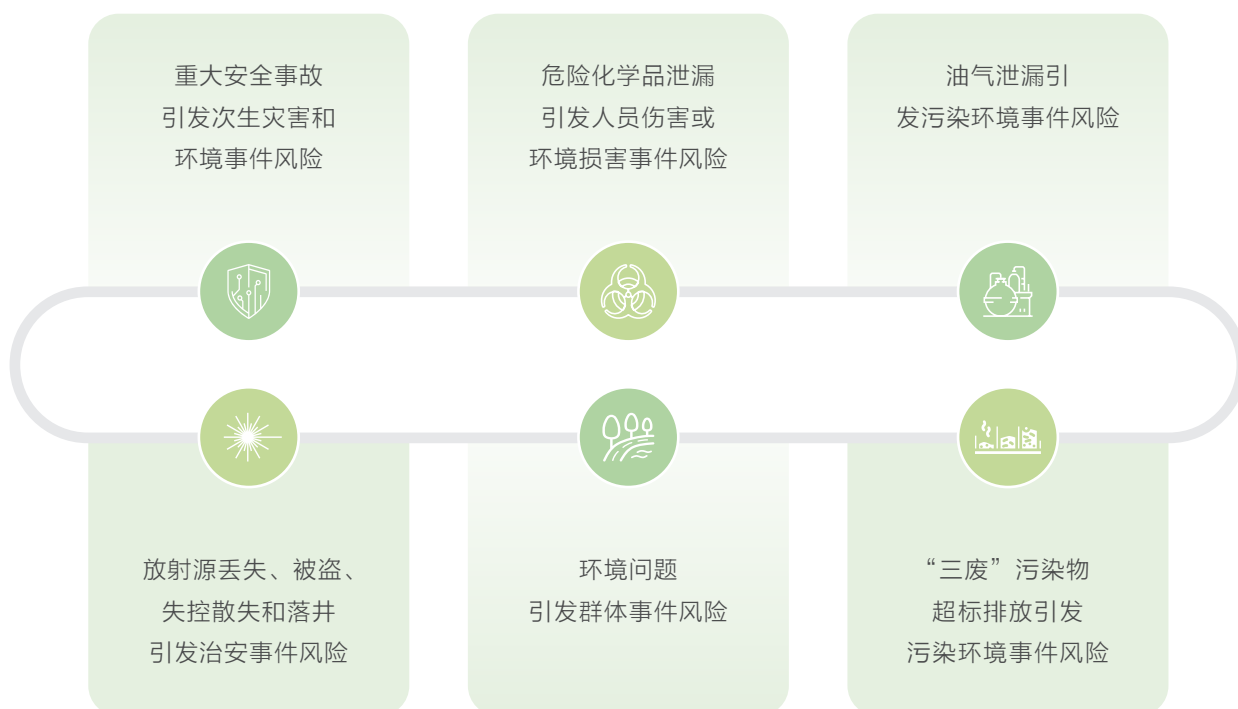 重大安全事故
引发次生灾害和
环境事件风险
危险化学品泄漏
引发人员伤害或
环境损害事件风险
油气泄漏引
发污染环境事件风险
放射源丢失、被盗、
失控散失和落井
引发治安事件风险
环境问题
引发群体事件风险
“三废”污染物
超标排放引发
污染环境事件风险